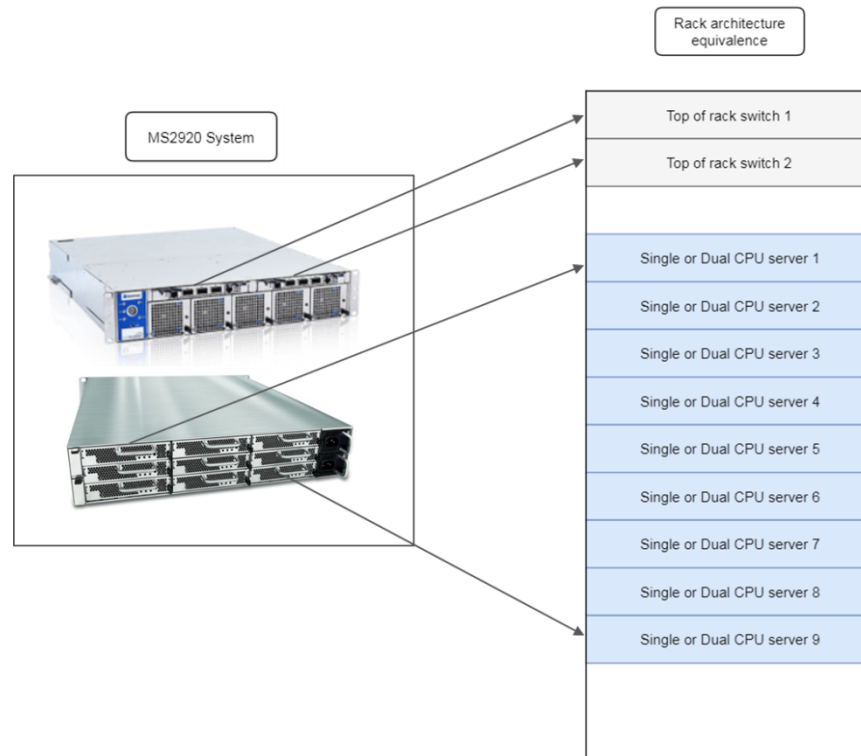 Rack architecture
equivalence
MS2920 System
Top of rack switch 1
Top of rack switch 2
Single or Dual CPU server 1
Single or Dual CPU server 2
Single or Dual CPU server 3
Single or Dual CPU server 4
Single or Dual CPU server 5
Single or Dual CPU server 6
Single or Dual CPU server 7
Single or Dual CPU server 8
Single or Dual CPU server 9